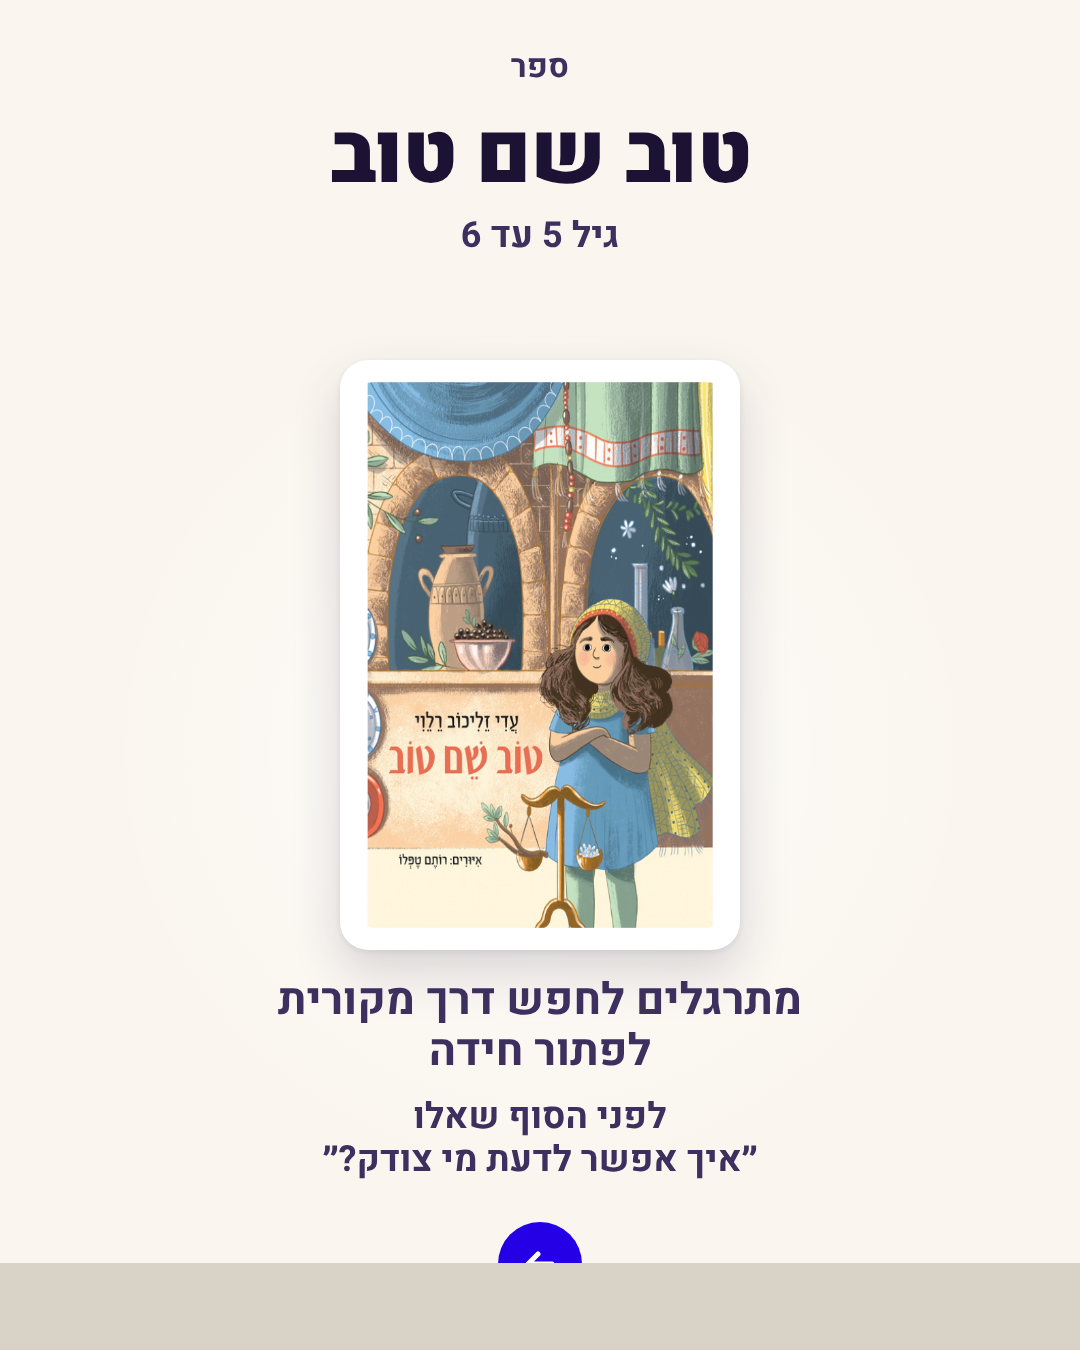 ספר
טוב שם טוב
גיל 5 עד 6
עֲדִי זֵלִיכוֹב רֵלֵוִי
טוֹב שֵׁם טוֹב
אִיּוּרִים: רוֹתֶם טֶפְּלוֹ
מתרגלים לחפש דרך מקורית
לפתור חידה
לפני הסוף שאלו
״איך אפשר לדעת מי צודק?״